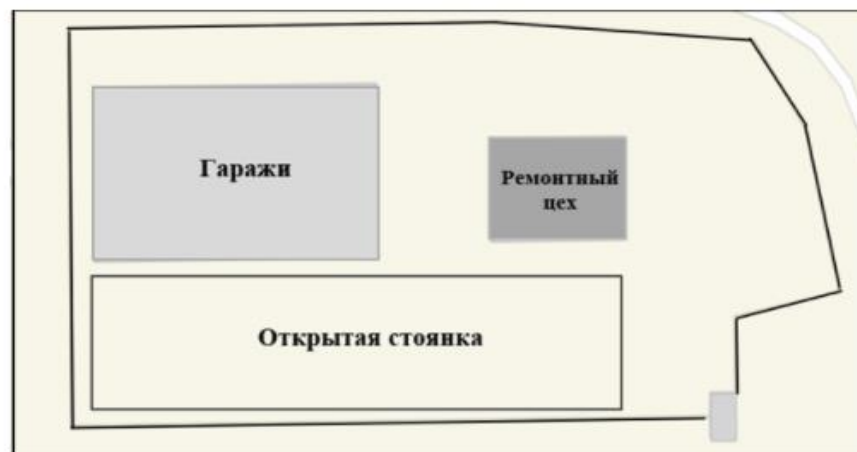 Гаражи
Ремонтный
цех
Открытая стоянка